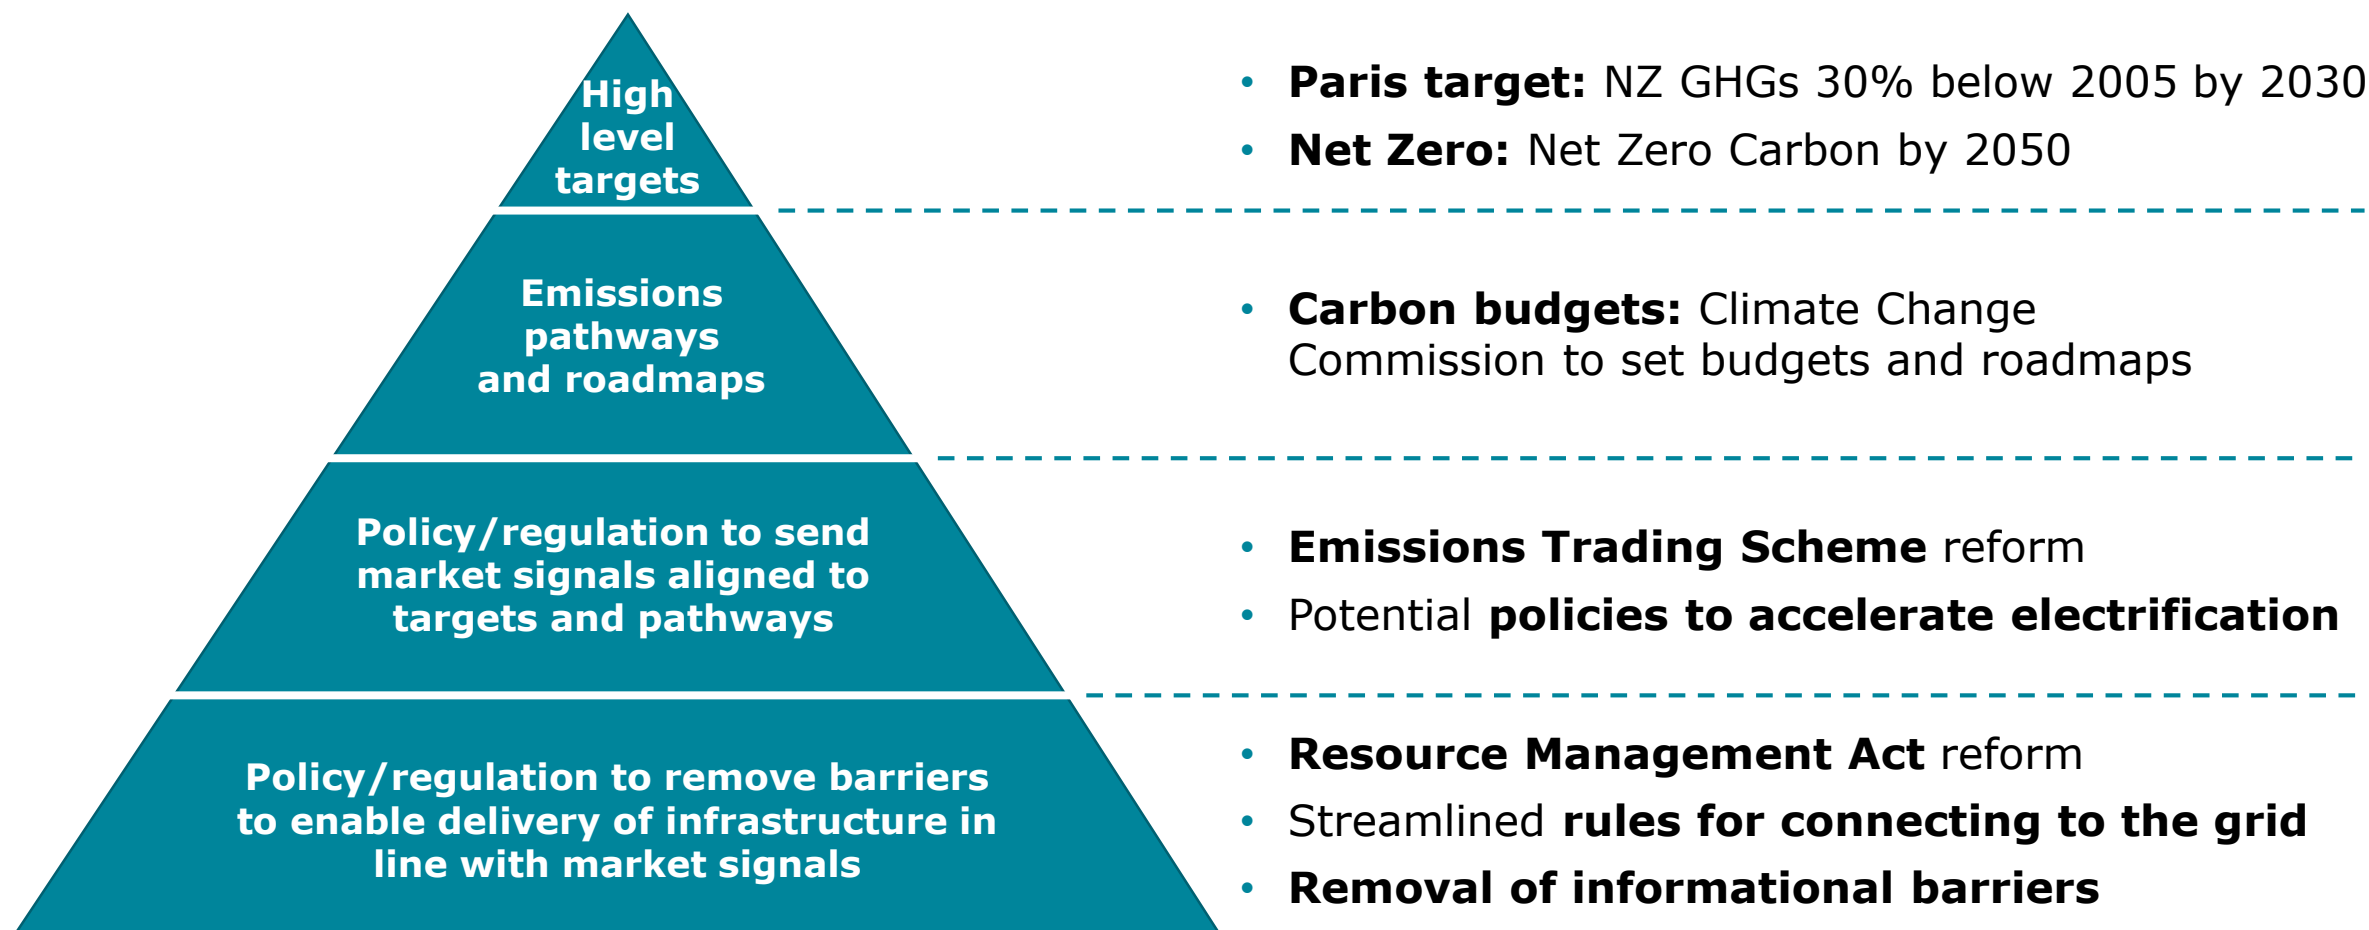 High
level
targets
• Paris target: NZ GHGs 30% below 2005 by 2030
• Net Zero: Net Zero Carbon by 2050
Emissions
pathways
and roadmaps
• Carbon budgets: Climate Change
Commission to set budgets and roadmaps
Policy/regulation to send
market signals aligned to
targets and pathways
• Emissions Trading Scheme reform
• Potential policies to accelerate electrification
Policy/regulation to remove barriers
to enable delivery of infrastructure in
line with market signals
• Resource Management Act reform
• Streamlined rules for connecting to the grid
• Removal of informational barriers